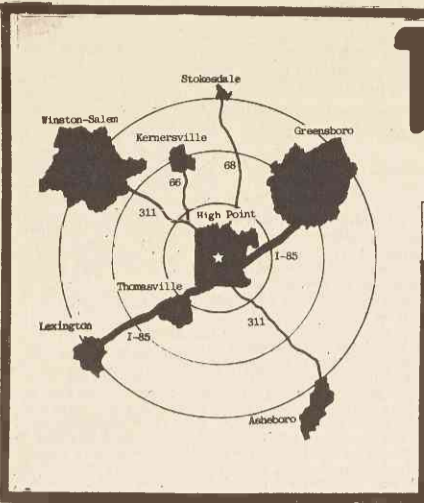 Stokesdale
Winston-Salem
Kernersville
Greensboro
68
66
311
High Point
I-85
Thomasville
Lexington
311
I-85
Asheboro